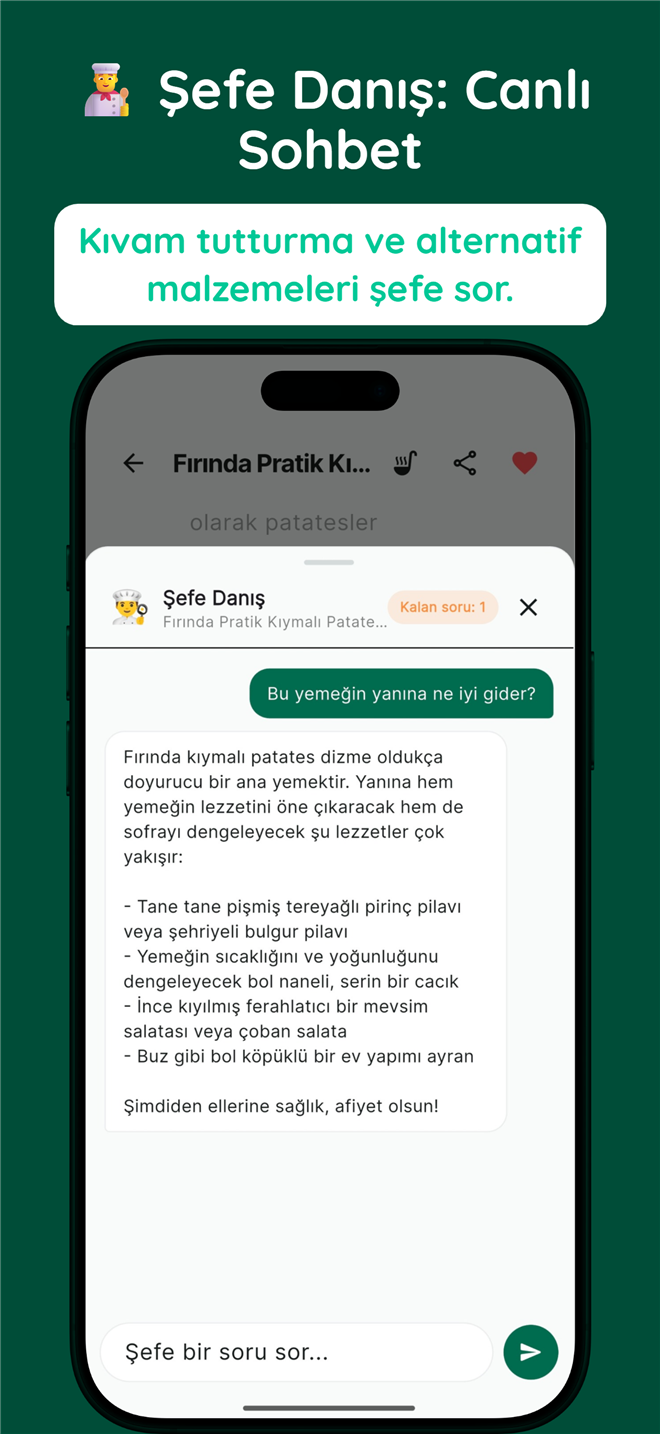 Şefe Danış: Canlı
Sohbet
Kıvam tutturma ve alternatif
malzemeleri şefe sor.
Fırında Pratik Kı...
olarak patatesler
Şefe Danış
Fırında Pratik Kıymalı Patate...
Kalan soru: 1
Bu yemeğin yanına ne iyi gider?
Fırında kıymalı patates dizme oldukça
doyurucu bir ana yemektir. Yanına hem
yemeğin lezzetini öne çıkaracak hem de
sofrayı dengeleyecek şu lezzetler çok
yakışır:
- Tane tane pişmiş tereyağlı pirinç pilavı
veya şehriyeli bulgur pilavı
- Yemeğin sıcaklığını ve yoğunluğunu
dengeleyecek bol naneli, serin bir cacık
- İnce kıyılmış ferahlatıcı bir mevsim
salatası veya çoban salata
- Buz gibi bol köpüklü bir ev yapımı ayran
Şimdiden ellerine sağlık, afiyet olsun!
Şefe bir soru sor...